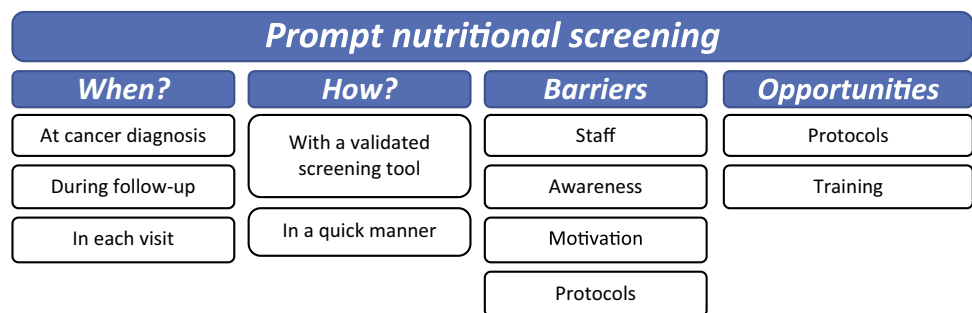 Prompt nutritional screening
When?
At cancer diagnosis
During follow-up
In each visit
How?
With a validated
screening tool
In a quick manner
Barriers
Staff
Awareness
Motivation
Protocols
Opportunities
Protocols
Training